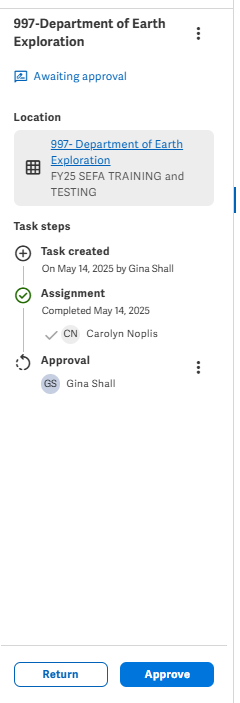 997-Department of Earth
Exploration
Awaiting approval
Location
997- Department of Earth
Exploration
FY25 SEFA TRAINING and
TESTING
Task steps
Task created
On May 14, 2025 by Gina Shall
Assignment
Completed May 14, 2025
CN Carolyn Noplis
Approval
GS Gina Shall
Return Approve